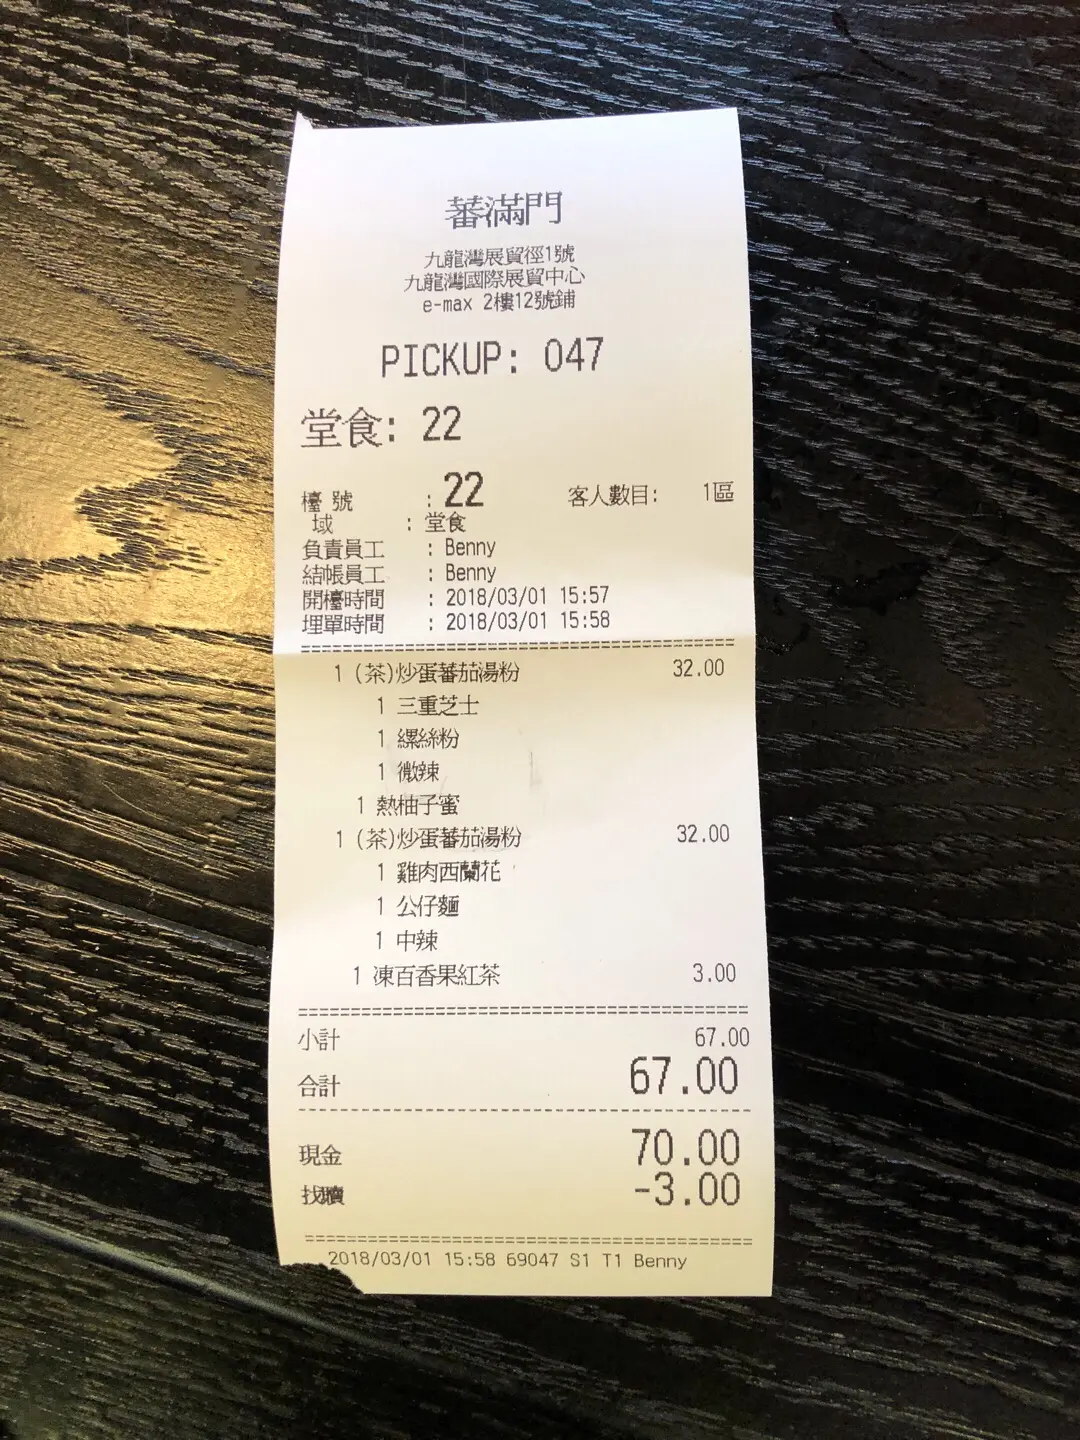 蕃滿門
九龍灣展貿徑1號
九龍灣國際展貿中心
e-max 2樓12號鋪
PICKUP: 047
堂食: 22
檯 號 : 22 客人數目: 1區
域 : 堂食
負責員工 : Benny
結帳員工 : Benny
開檯時間 : 2018/03/01 15:57
埋單時間 : 2018/03/01 15:58
1 (茶)炒蛋蕃茄湯粉 32.00
1 三重芝士
1 螺絲粉
1 微辣
1 熱柚子蜜
1 (茶)炒蛋蕃茄湯粉 32.00
1 雞肉西蘭花
1 公仔麵
1 中辣
1 凍百香果紅茶 3.00
小計 67.00
合計 67.00
現金 70.00
找贖 -3.00
2018/03/01 15:58 69047 S1 T1 Benny